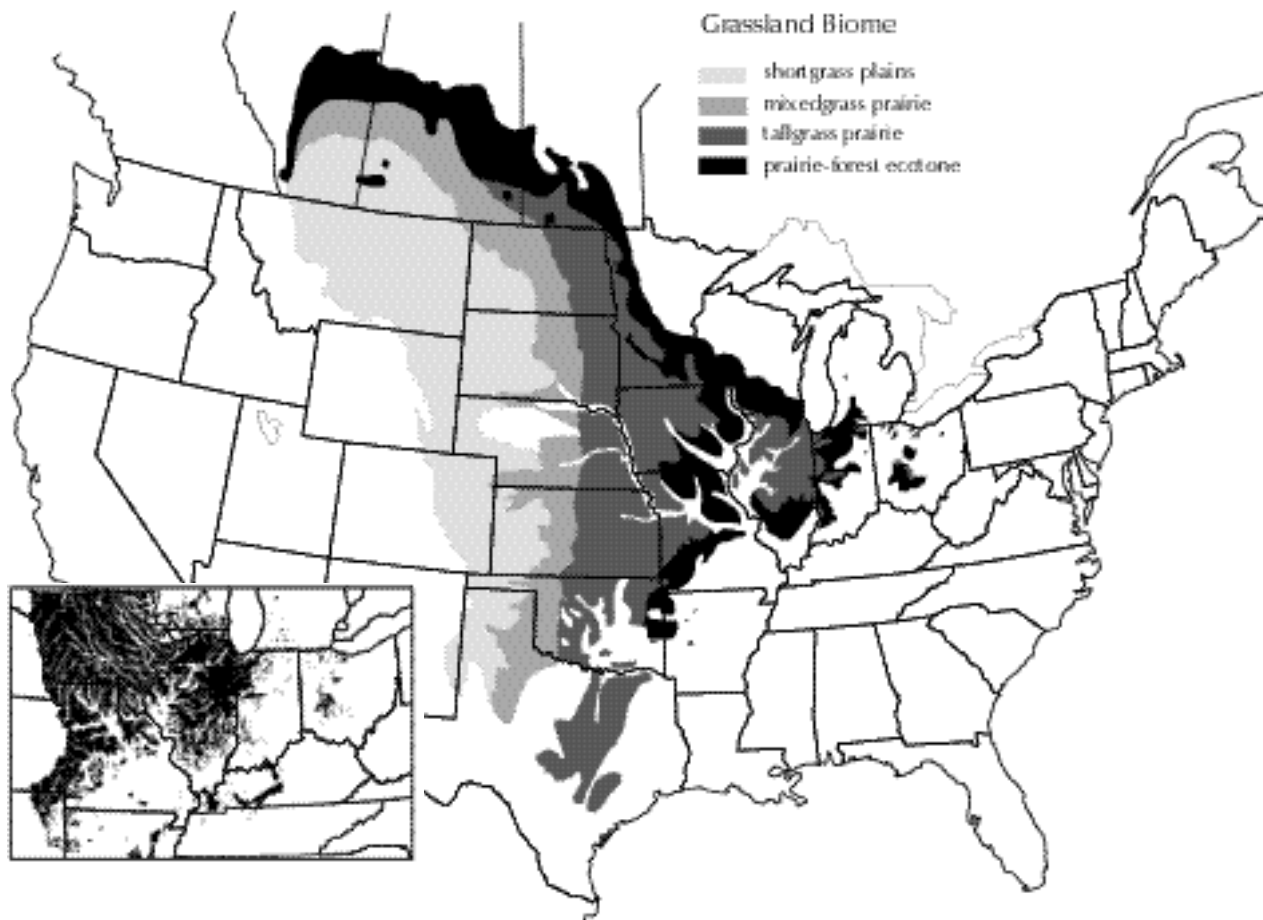 Grassland Biome
shortgrass plains
mixedgrass prairie
tallgrass prairie
prairie-forest ecotone